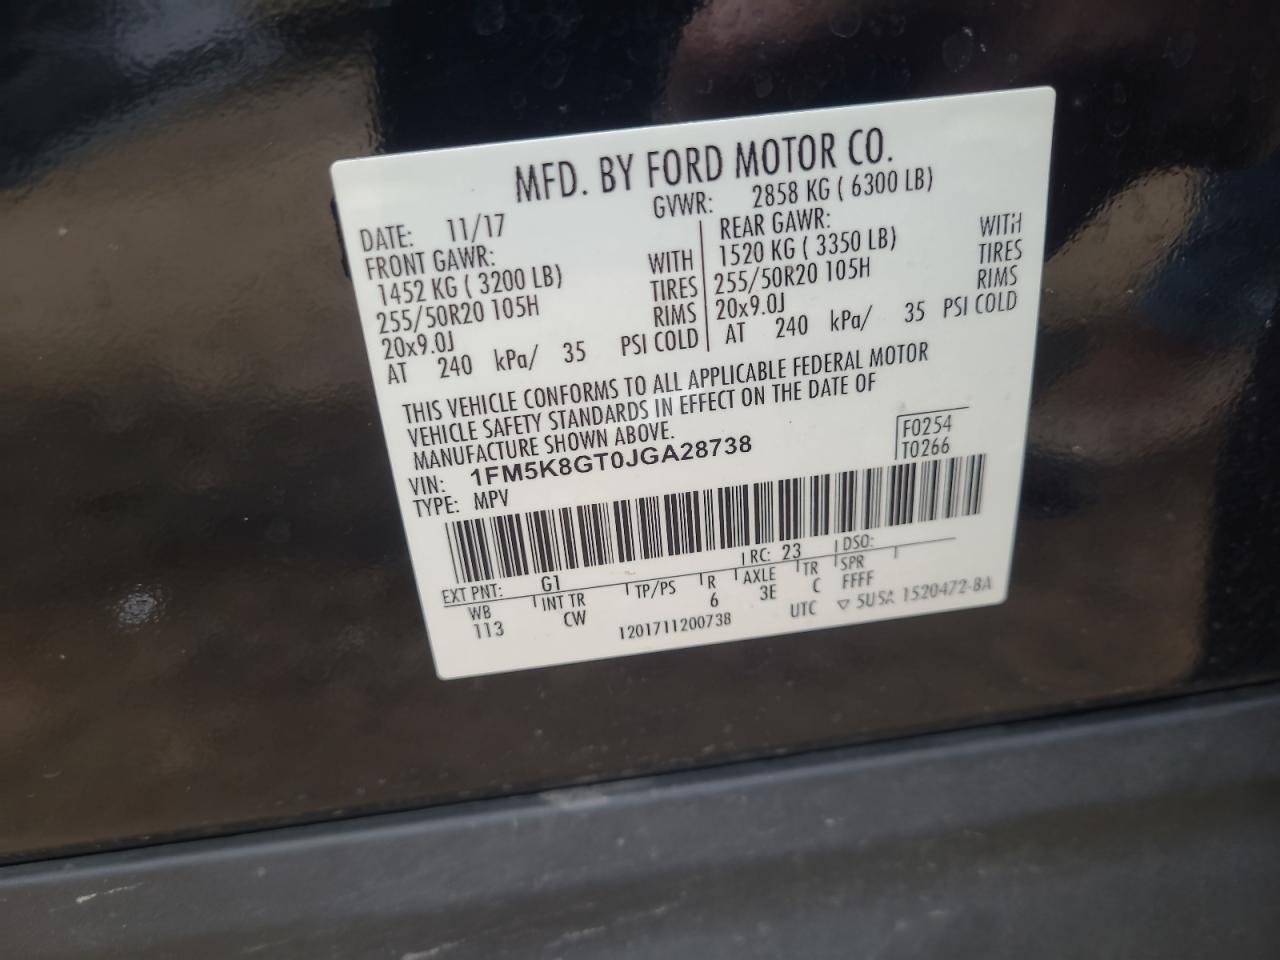 MFD. BY FORD MOTOR CO.
DATE: 11/17 GVWR: 2858 KG ( 6300 LB)
FRONT GAWR: REAR GAWR:
1452 KG ( 3200 LB) WITH 1520 KG ( 3350 LB) WITH
255/50R20 105H TIRES 255/50R20 105H TIRES
20x9.0J RIMS 20x9.0J RIMS
AT 240 kPa/ 35 PSI COLD AT 240 kPa/ 35 PSI COLD
THIS VEHICLE CONFORMS TO ALL APPLICABLE FEDERAL MOTOR
VEHICLE SAFETY STANDARDS IN EFFECT ON THE DATE OF
MANUFACTURE SHOWN ABOVE.
VIN: 1FM5K8GT0JGA28738 F0254
TYPE: MPV T0266
EXT PNT: G1 RC: 23 DSO:
WB INT TR TP/PS R AXLE TR SPR
113 CW 6 3E C FFFF
1201711200738 UTC ▽ 5USA 1520472-BA